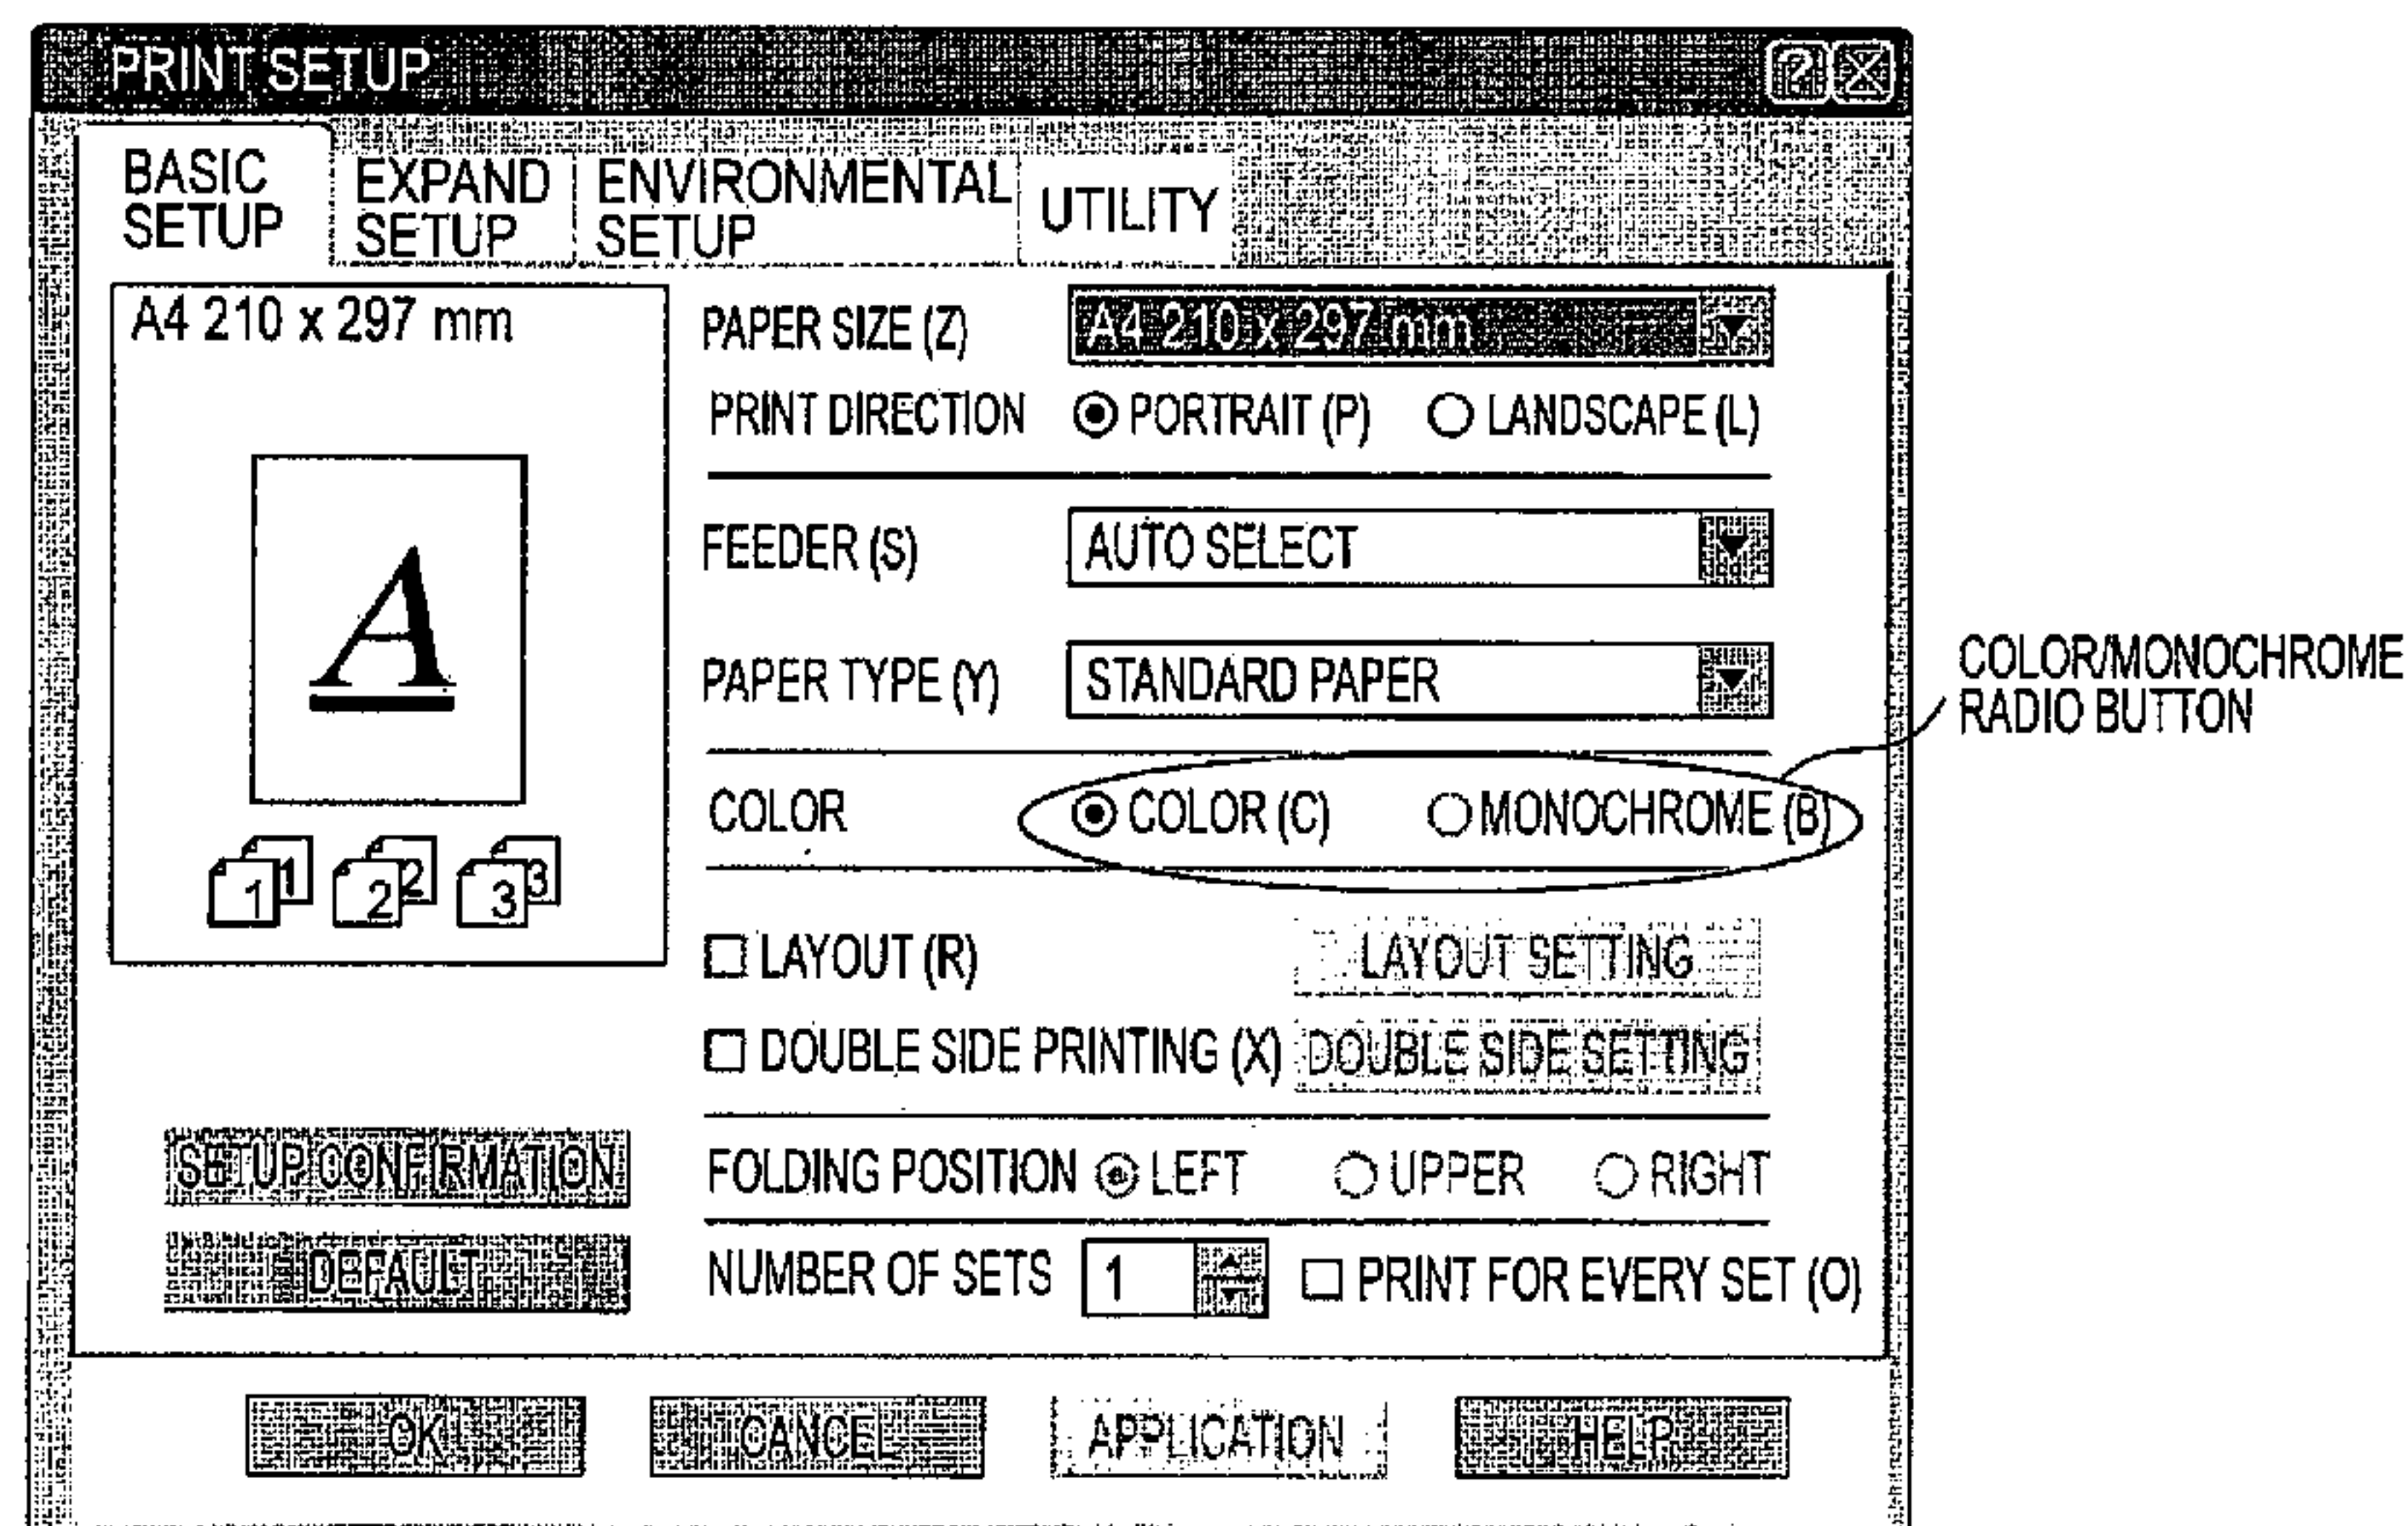 PRINT SETUP
BASIC SETUP
EXPAND SETUP
ENVIRONMENTAL SETUP
UTILITY
A4 210 x 297 mm
A
1 1 2 2 3 3
SETUP CONFIRMATION
DEFAULT
PAPER SIZE (Z) A4 210 x 297 mm
PRINT DIRECTION PORTRAIT (P) LANDSCAPE (L)
FEEDER (S) AUTO SELECT
PAPER TYPE (Y) STANDARD PAPER
COLOR COLOR (C) MONOCHROME (B)
LAYOUT (R) LAYOUT SETTING
DOUBLE SIDE PRINTING (X) DOUBLE SIDE SETTING
FOLDING POSITION LEFT UPPER RIGHT
NUMBER OF SETS 1 PRINT FOR EVERY SET (O)
OK CANCEL APPLICATION HELP
COLOR/MONOCHROME
RADIO BUTTON